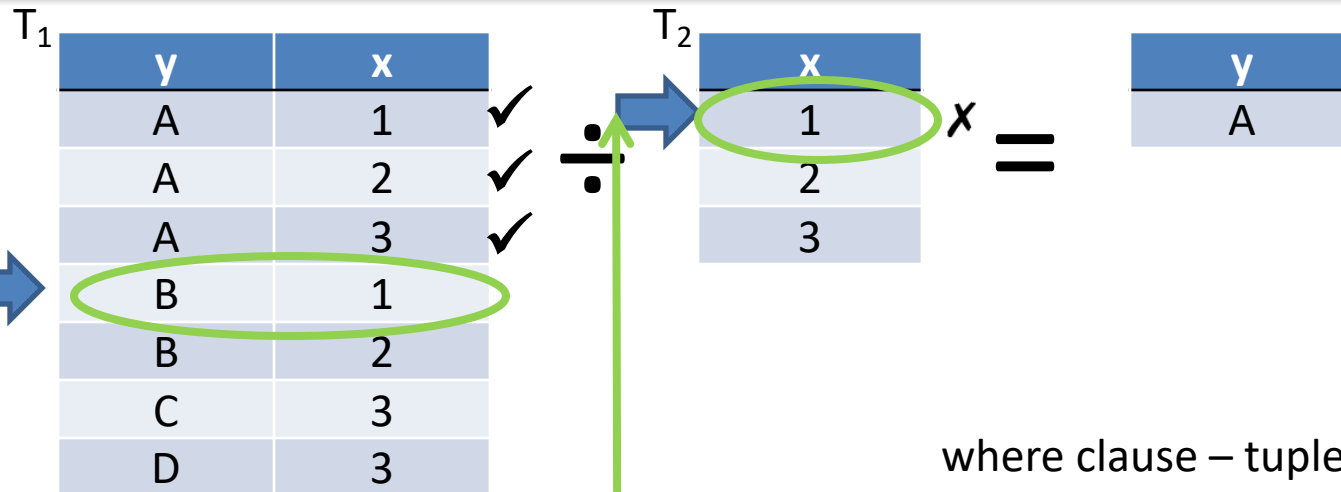 T1 T2
y x x y
A 1 ✓ ÷ 1 ✗ = A
A 2 ✓ 2
A 3 ✓ 3
B 1
B 2
C 3
D 3
where clause – tuple